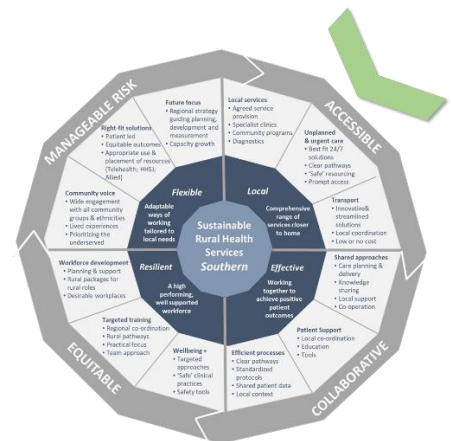 MANAGEABLE RISK
ACCESSIBLE
COLLABORATIVE
EQUITABLE
Sustainable
Rural Health
Services
Southern
Flexible
Adaptable
ways of
working
tailored to
local needs
Local
Comprehensive
range of
services closer
to home
Resilient
A high
performing,
well supported
workforce
Effective
Working
together to
achieve positive
patient
outcomes
Future focus
• Regional strategy
guiding planning,
development and
measurement
• Capacity growth
Local services
• Agreed service
provision
• Specialist clinics
• Community programs
• Diagnostics
Right-fit solutions
• Patient led
• Equitable outcomes
• Appropriate use &
placement of resources
(Telehealth; HHSJ;
Allied)
Unplanned
& urgent care
• Best fit 24/7
solutions
• Clear pathways
• 'Safe' resourcing
• Prompt access
Community voice
• Wide engagement
with all community
groups & ethnicities
• Lived experiences
• Prioritizing the
underserved
Transport
• Innovative&
streamlined
solutions
• Local coordination
• Low or no cost
Workforce development
• Planning & support
• Rural packages for
rural roles
• Desirable workplaces
Shared approaches
• Care planning &
delivery
• Knowledge
sharing
• Local support
• Co-operation
Targeted training
• Regional co-ordination
• Rural pathways
• Practical focus
• Team approach
Patient Support
• Local co-ordination
• Education
• Tools
Wellbeing +
• Targeted
approaches
• 'Safe' clinical
practices
• Safety tools
Efficient processes
• Clear pathways
• Standardized
protocols
• Shared patient data
• Local context